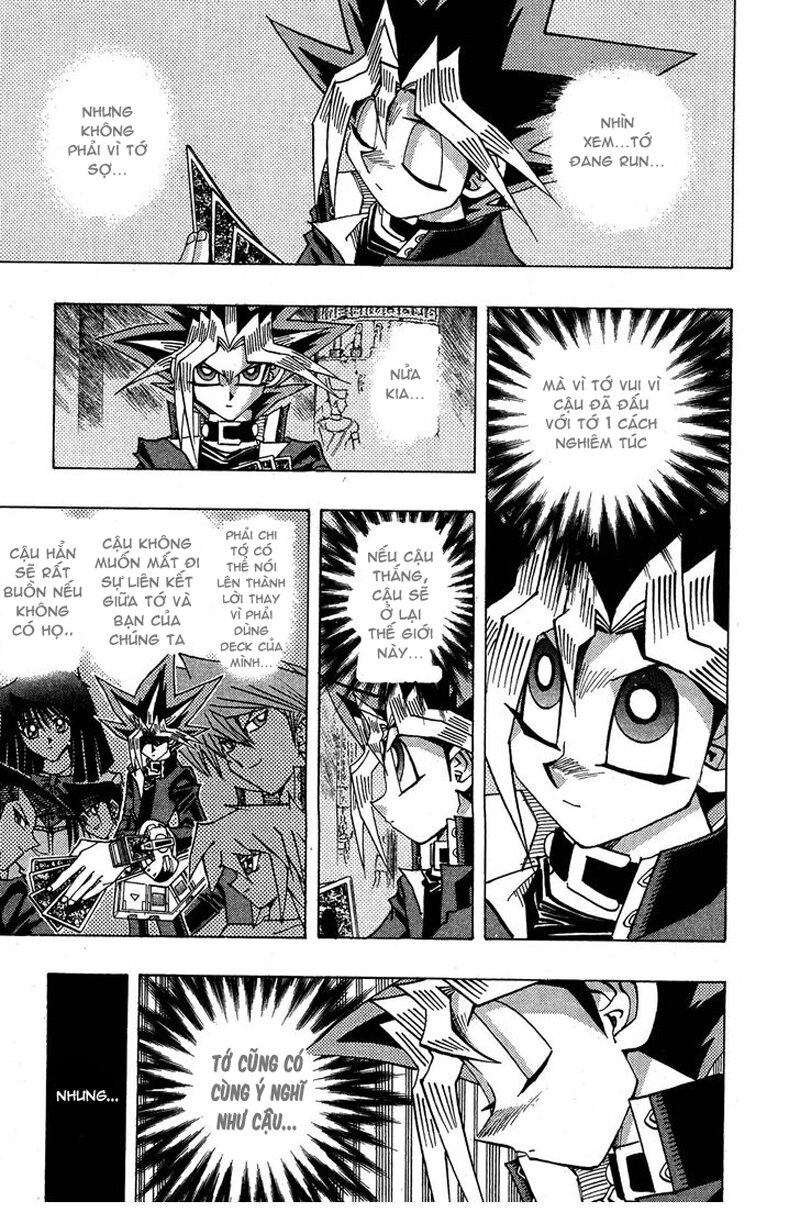 NHÌN
XEM...TỚ
ĐANG RUN...
NHƯNG
KHÔNG
PHẢI VÌ TỚ
SỢ...
MÀ VÌ TỚ VUI VÌ
CẬU ĐÃ ĐẤU
VỚI TỚ 1 CÁCH
NGHIÊM TÚC
NỬA
KIA...
NẾU CẬU
THẮNG,
CẬU SẼ
Ở LẠI
THẾ GIỚI
NÀY...
PHẢI CHI
TỚ CÓ
THỂ NÓI
LÊN THÀNH
LỜI THAY
VÌ PHẢI
DÙNG
DECK CỦA
MÌNH...
CẬU KHÔNG
MUỐN MẤT ĐI
SỰ LIÊN KẾT
GIỮA TỚ VÀ
BẠN CỦA
CHÚNG TA
CẬU HẲN
SẼ RẤT
BUỒN NẾU
KHÔNG
CÓ HỌ..
TỚ CŨNG CÓ
CÙNG Ý NGHĨ
NHƯ CẬU...
NHƯNG...